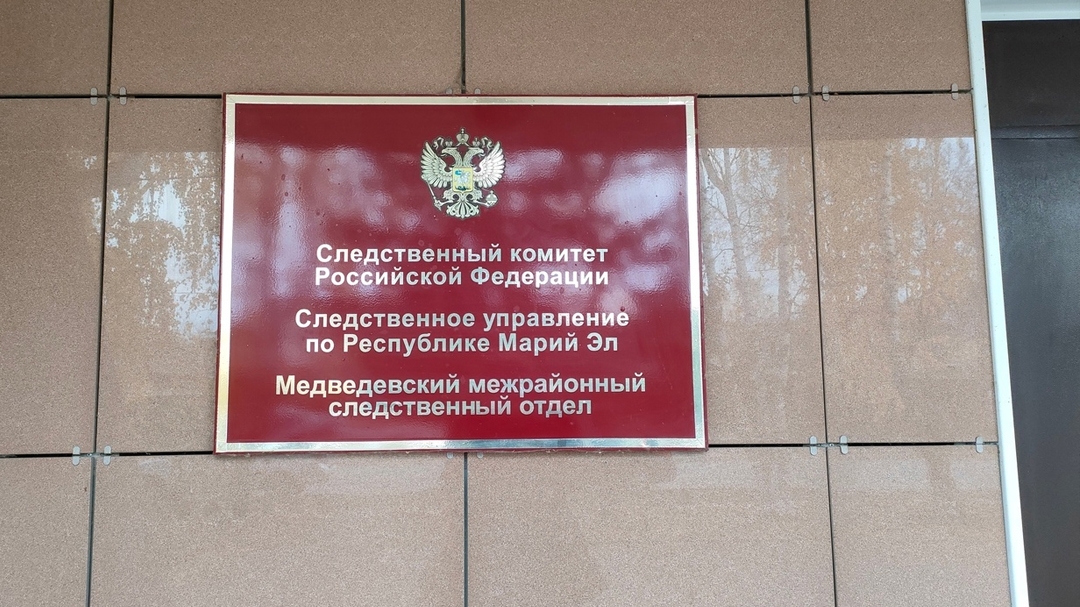 Следственный комитет
Российской Федерации
Следственное управление
по Республике Марий Эл
Медведевский межрайонный
следственный отдел